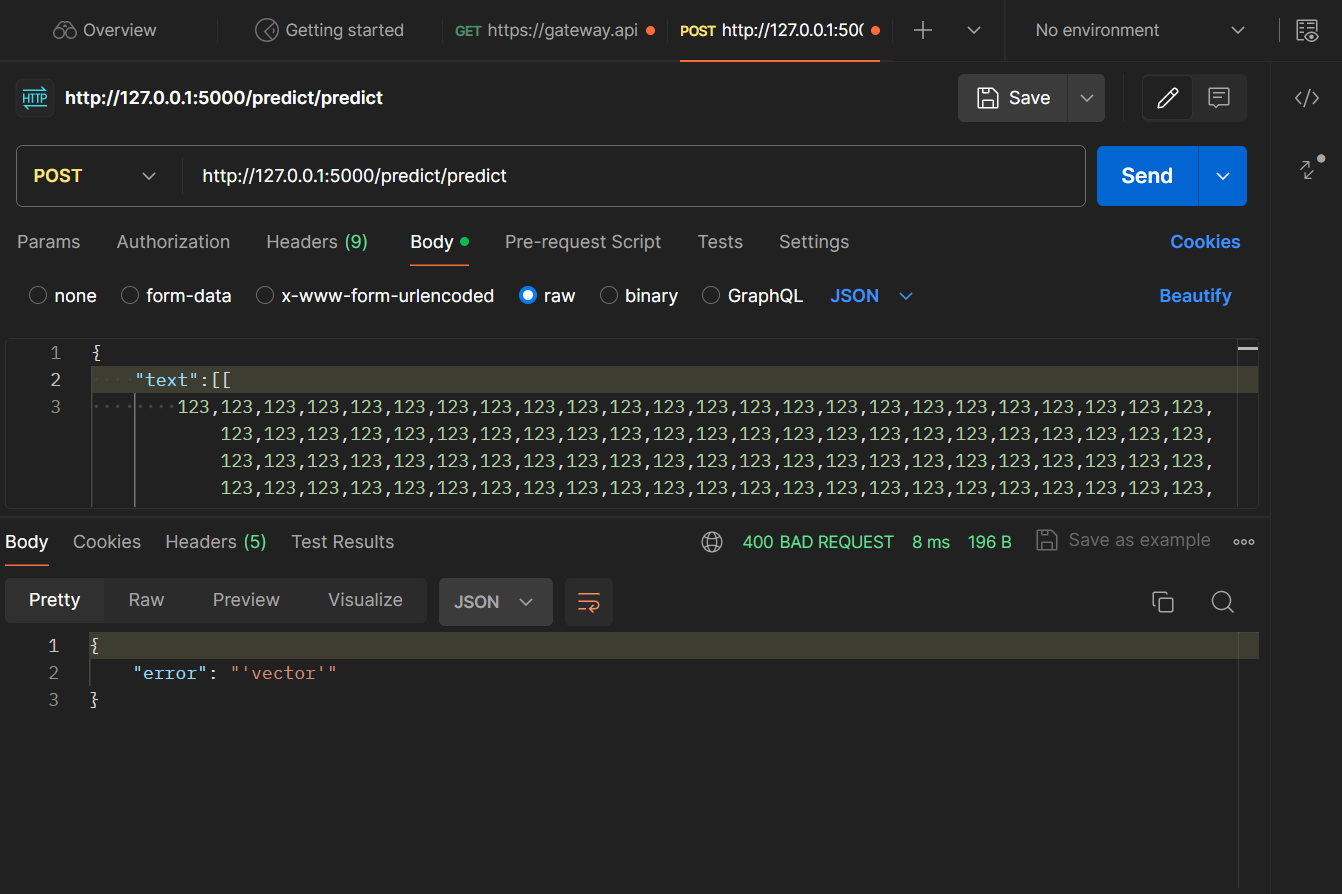 Overview
Getting started
GET https://gateway.api
POST http://127.0.0.1:500
No environment
HTTP
http://127.0.0.1:5000/predict/predict
Save
POST
http://127.0.0.1:5000/predict/predict
Send
Params
Authorization
Headers (9)
Body
Pre-request Script
Tests
Settings
Cookies
none
form-data
x-www-form-urlencoded
raw
binary
GraphQL
JSON
Beautify
1 {
2 "text":[[
3 123,123,123,123,123,123,123,123,123,123,123,123,123,123,123,123,123,123,123,123,123,123,123,123,
123,123,123,123,123,123,123,123,123,123,123,123,123,123,123,123,123,123,123,123,123,123,123,
123,123,123,123,123,123,123,123,123,123,123,123,123,123,123,123,123,123,123,123,123,123,123,
123,123,123,123,123,123,123,123,123,123,123,123,123,123,123,123,123,123,123,123,123,123,123,
Body
Cookies
Headers (5)
Test Results
400 BAD REQUEST
8 ms
196 B
Save as example
Pretty
Raw
Preview
Visualize
JSON
1 {
2 "error": "'vector'"
3 }